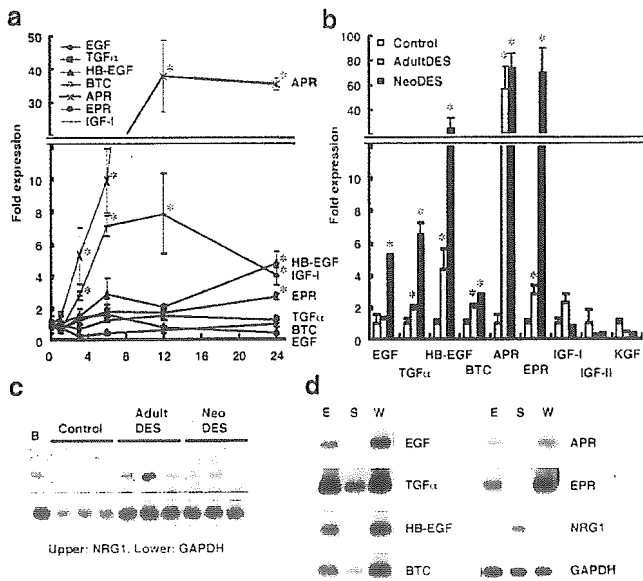 a
b
50
40
30
20
EGF
TGFα
HB-EGF
BTC
APR
EPR
IGF-I
APR
Fold expression
10
8
6
4
2
0
HB-EGF
IGF-I
EPR
TGFα
BTC
EGF
0 4 8 12 16 20 24
100
80
60
40
20
Control
AdultDES
NeoDES
Fold expression
10
8
6
4
2
0
EGF HB-EGF APR IGF-I KGF
TGFα BTC EPR IGF-II
c
B Control Adult DES Neo DES
Upper: NRG1, Lower: GAPDH
d
E S W E S W
EGF APR
TGFα EPR
HB-EGF NRG1
BTC GAPDH